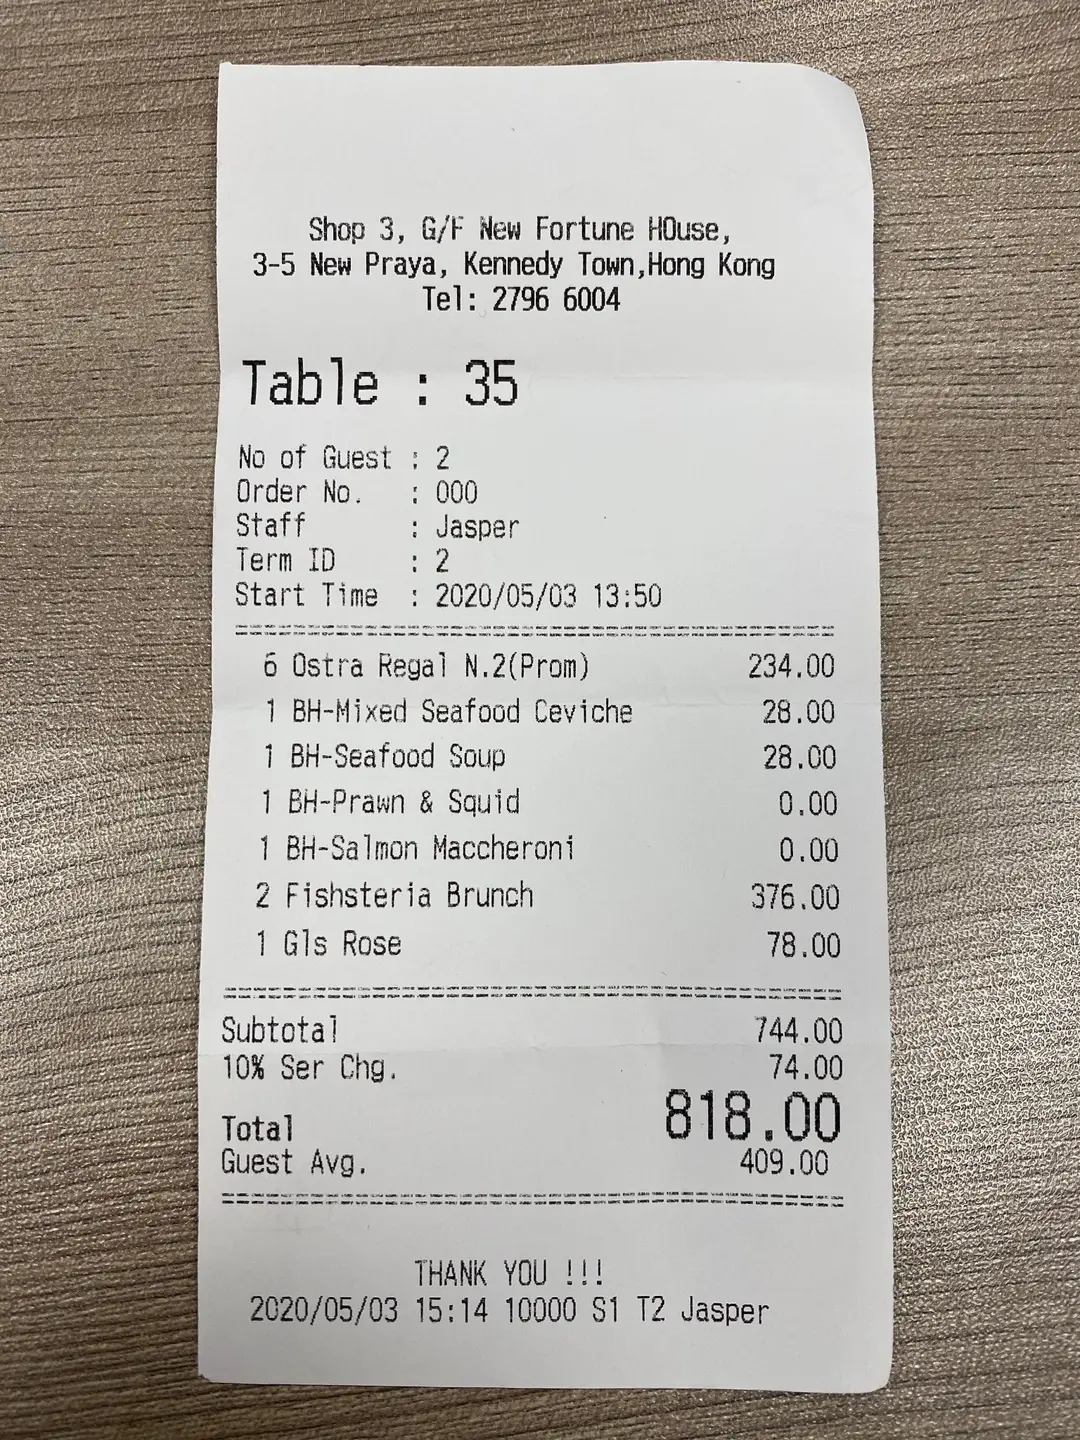 Shop 3, G/F New Fortune HOuse,
3-5 New Praya, Kennedy Town,Hong Kong
Tel: 2796 6004
Table : 35
No of Guest : 2
Order No. : 000
Staff : Jasper
Term ID : 2
Start Time : 2020/05/03 13:50
6 Ostra Regal N.2(Prom) 234.00
1 BH-Mixed Seafood Ceviche 28.00
1 BH-Seafood Soup 28.00
1 BH-Prawn & Squid 0.00
1 BH-Salmon Maccheroni 0.00
2 Fishsteria Brunch 376.00
1 Gls Rose 78.00
Subtotal 744.00
10% Ser Chg. 74.00
Total 818.00
Guest Avg. 409.00
THANK YOU !!!
2020/05/03 15:14 10000 S1 T2 Jasper